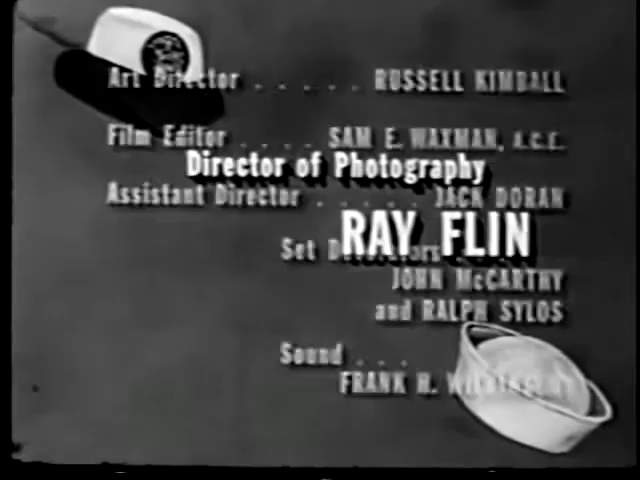 Art Director . . . . . RUSSELL KIMBALL
Film Editor . . . . SAM E. WAXMAN, A.C.E.
Director of Photography
Assistant Director . . . . . JACK DORAN
RAY FLIN
Set
JOHN McCARTHY
and RALPH SYLOS
Sound . . .
FRANK H.